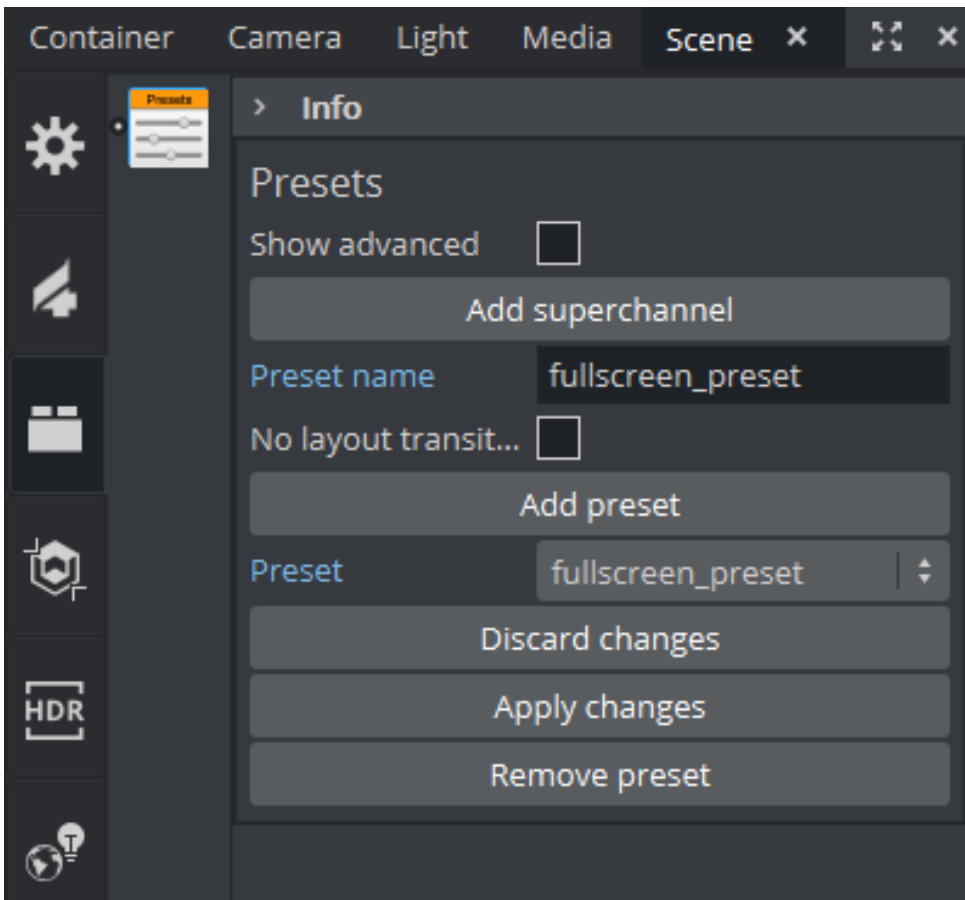 Container Camera Light Media Scene
Presets
Info
Presets
Show advanced
Add superchannel
Preset name fullscreen_preset
No layout transit...
Add preset
Preset fullscreen_preset
Discard changes
Apply changes
HDR
Remove preset